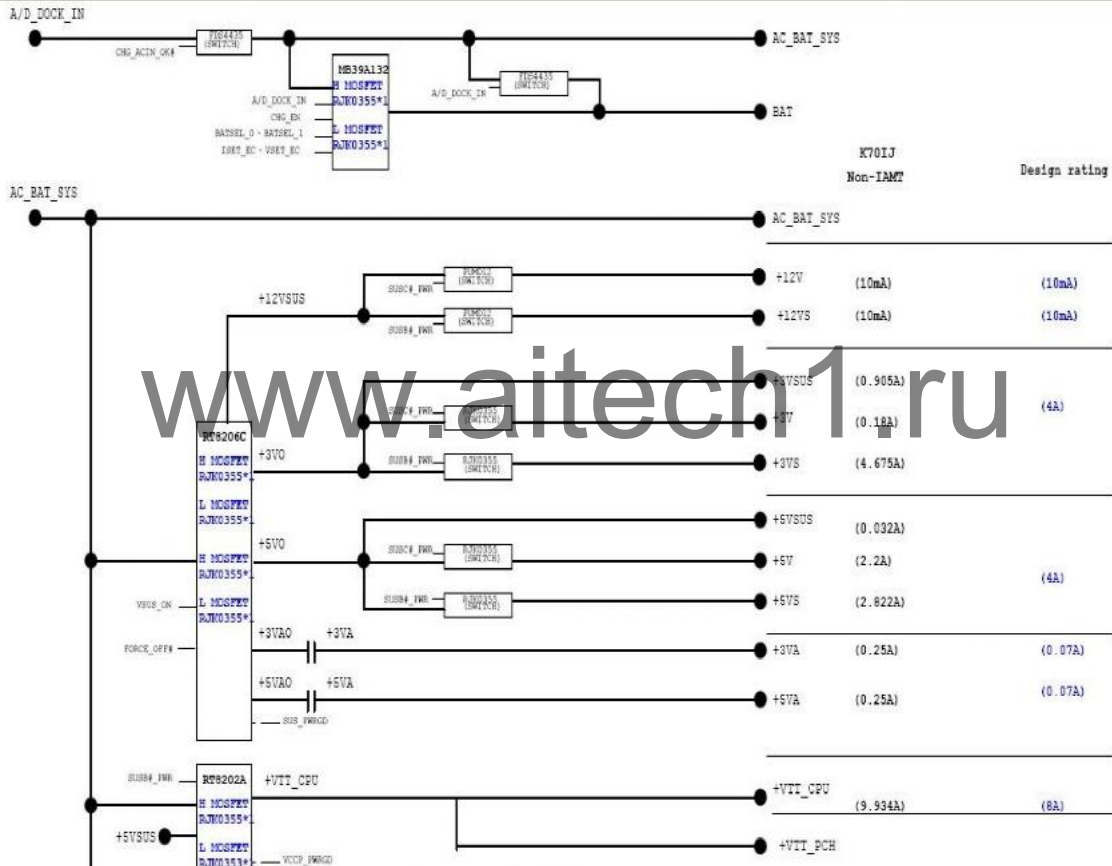 A/D_DOCK_IN
FDS4435
(SWITCH)
CHG_ACIN_OK#
AC_BAT_SYS
MB39A132
H MOSFET
RJK0355*1
L MOSFET
RJK0355*1
A/D_DOCK_IN
CHG_EN
BATSEL_0 - BATSEL_1
ISET_EC - VSET_EC
FDS4435
(SWITCH)
A/D_DOCK_IN
BAT
K70IJ
Non-IAMT
Design rating
AC_BAT_SYS
AC_BAT_SYS
+12VSUS
PUMD12
(SWITCH)
SUSC#_PWR
+12V (10mA) (10mA)
PUMD12
(SWITCH)
SUSB#_PWR
+12VS (10mA) (10mA)
www.aitech1.ru
+3VSUS (0.905A)
(4A)
SUSC#_PWR
RJK0355
(SWITCH)
+3V (0.18A)
RT8206C
H MOSFET
RJK0355*1
L MOSFET
RJK0355*1
+3VO
SUSB#_PWR
RJK0355
(SWITCH)
+3VS (4.675A)
+5VSUS (0.032A)
+5VO
H MOSFET
RJK0355*1
L MOSFET
RJK0355*1
SUSC#_PWR
RJK0355
(SWITCH)
+5V (2.2A)
(4A)
VSUS_ON
SUSB#_PWR
RJK0355
(SWITCH)
+5VS (2.822A)
FORCE_OFF#
+3VAO +3VA
+3VA (0.25A) (0.07A)
+5VAO +5VA
+5VA (0.25A) (0.07A)
SUS_PWRGD
SUSB#_PWR
RT8202A
+VTT_CPU
H MOSFET
RJK0355*1
+VTT_CPU (9.934A) (8A)
+5VSUS
L MOSFET
RJK0353*1
VCCP_PWRGD
+VTT_PCH